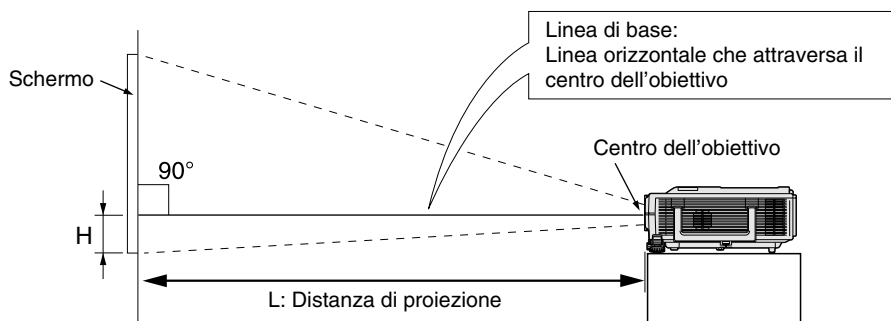 Linea di base:
Linea orizzontale che attraversa il
centro dell'obiettivo
Schermo
Centro dell'obiettivo
90°
H
L: Distanza di proiezione